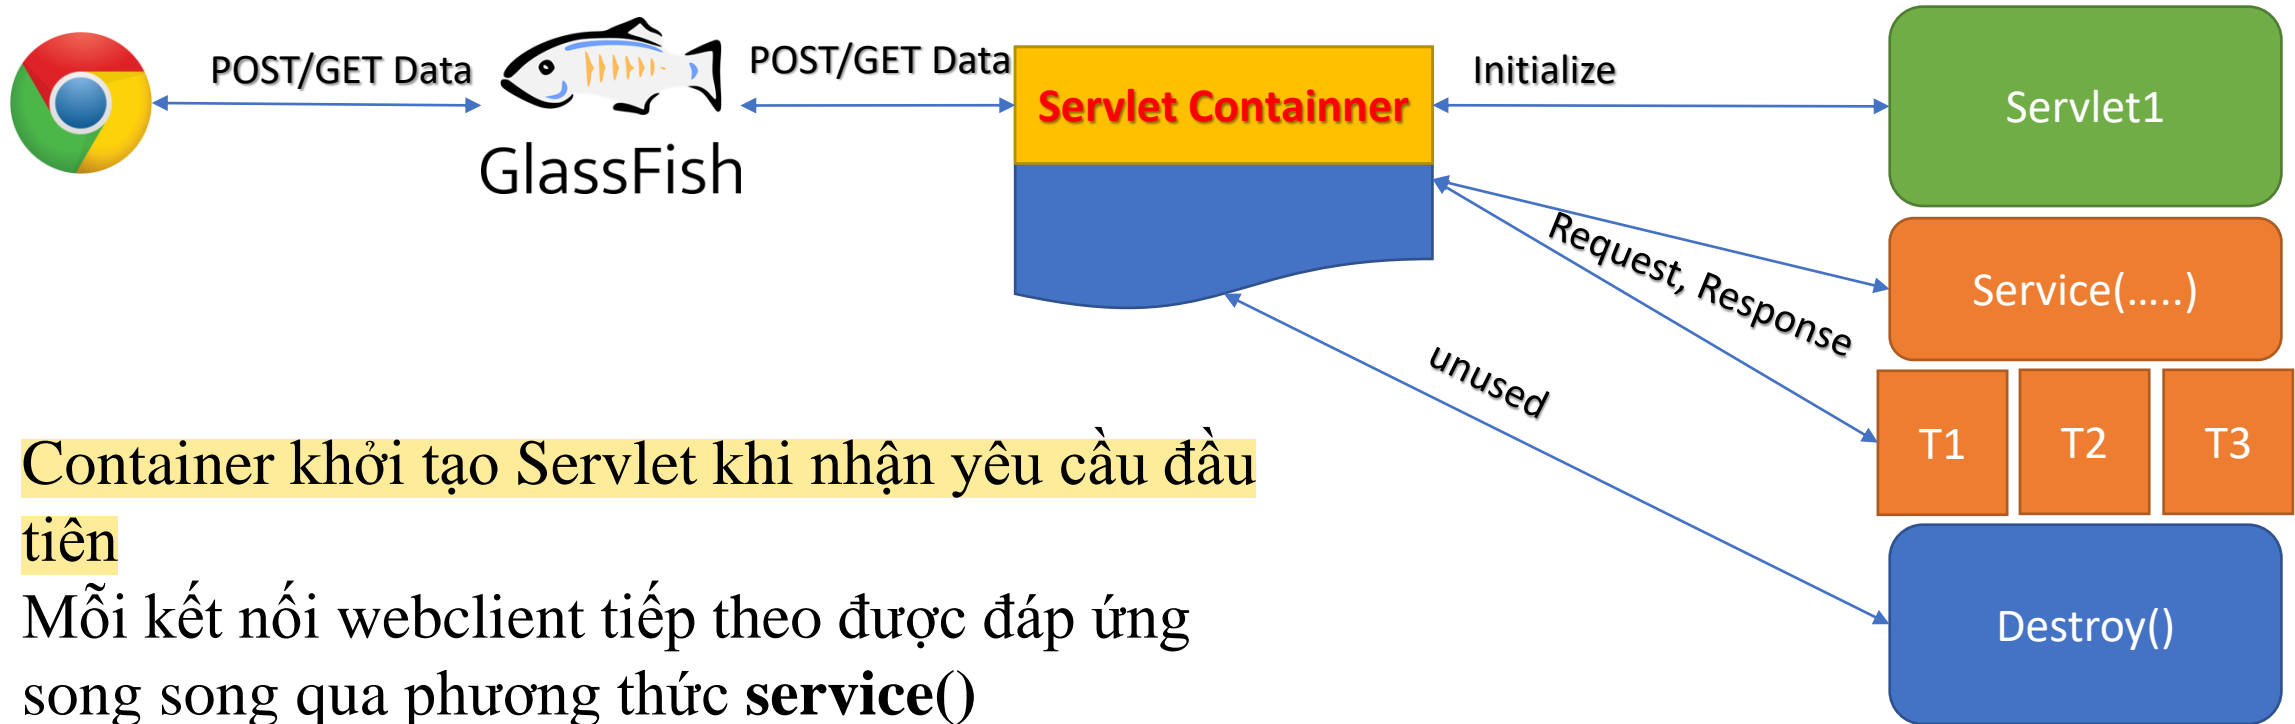 POST/GET Data
POST/GET Data
Initialize
Servlet Containner
Servlet1
GlassFish
Request, Response
Service(.....)
unused
T1
T2
T3
Container khởi tạo Servlet khi nhận yêu cầu đầu
tiên
Mỗi kết nối webclient tiếp theo được đáp ứng
song song qua phương thức service()
Destroy()